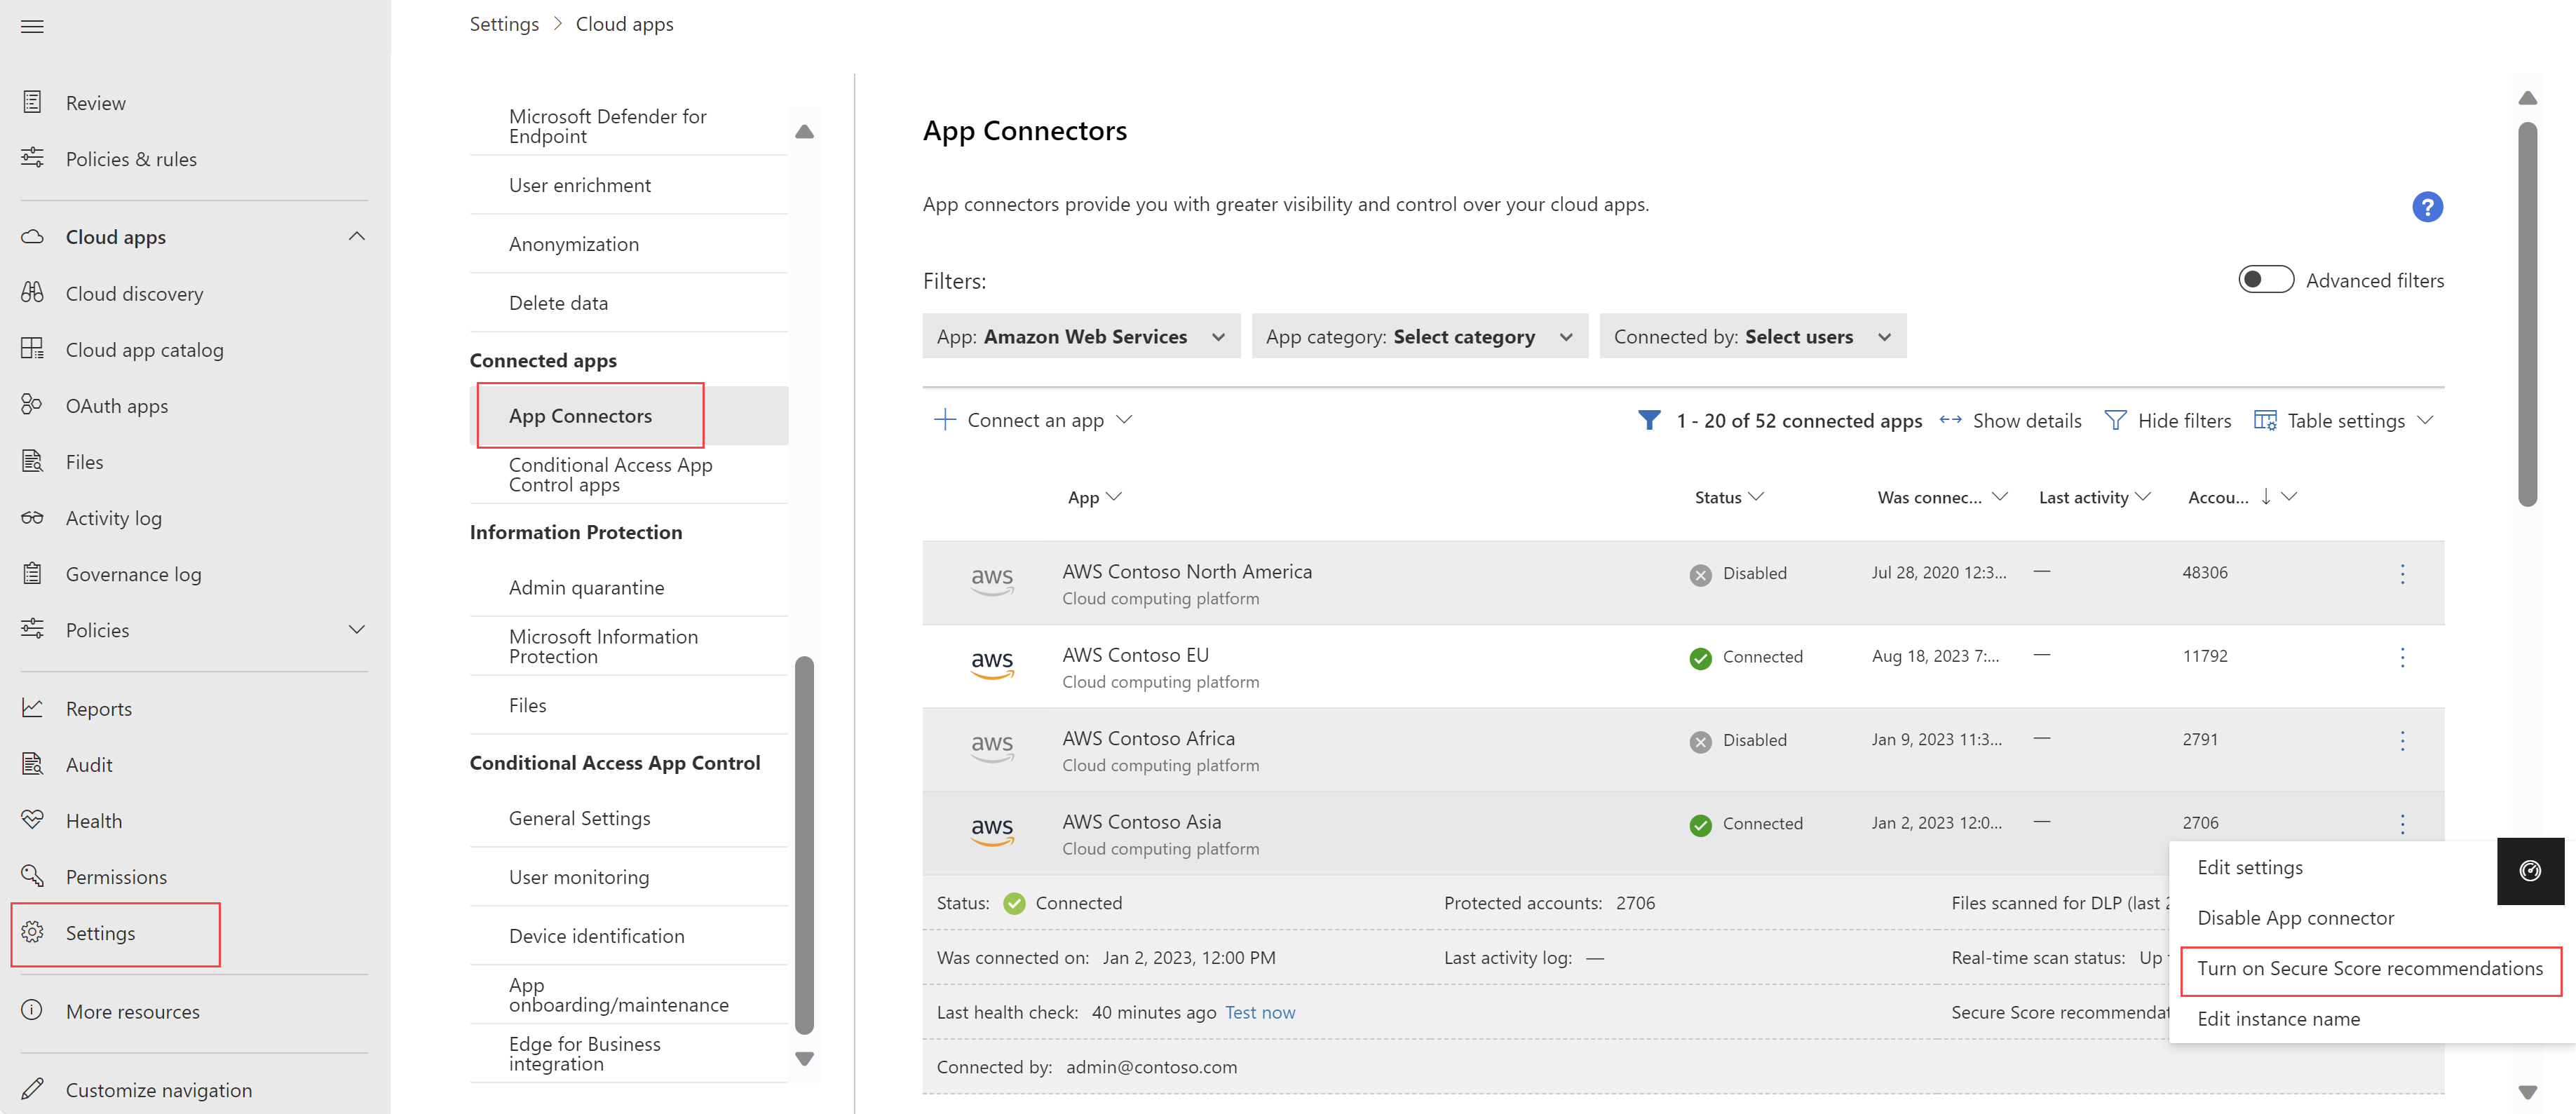 Settings > Cloud apps
Review
Policies & rules
Cloud apps
Cloud discovery
Cloud app catalog
OAuth apps
Files
Activity log
Governance log
Policies
Reports
Audit
Health
Permissions
Settings
More resources
Customize navigation
Microsoft Defender for
Endpoint
User enrichment
Anonymization
Delete data
Connected apps
App Connectors
Conditional Access App
Control apps
Information Protection
Admin quarantine
Microsoft Information
Protection
Files
Conditional Access App Control
General Settings
User monitoring
Device identification
App
onboarding/maintenance
Edge for Business
integration
App Connectors
App connectors provide you with greater visibility and control over your cloud apps.
?
Filters:
Advanced filters
App: Amazon Web Services
App category: Select category
Connected by: Select users
Connect an app
1 - 20 of 52 connected apps
Show details
Hide filters
Table settings
App Status Was connec... Last activity Accou...
aws AWS Contoso North America Disabled Jul 28, 2020 12:3... — 48306
Cloud computing platform
aws AWS Contoso EU Connected Aug 18, 2023 7:... — 11792
Cloud computing platform
aws AWS Contoso Africa Disabled Jan 9, 2023 11:3... — 2791
Cloud computing platform
aws AWS Contoso Asia Connected Jan 2, 2023 12:0... — 2706
Cloud computing platform
Status: Connected Protected accounts: 2706 Files scanned for DLP (last
Was connected on: Jan 2, 2023, 12:00 PM Last activity log: — Real-time scan status: Up
Last health check: 40 minutes ago Test now Secure Score recommendat
Connected by: admin@contoso.com
Edit settings
Disable App connector
Turn on Secure Score recommendations
Edit instance name